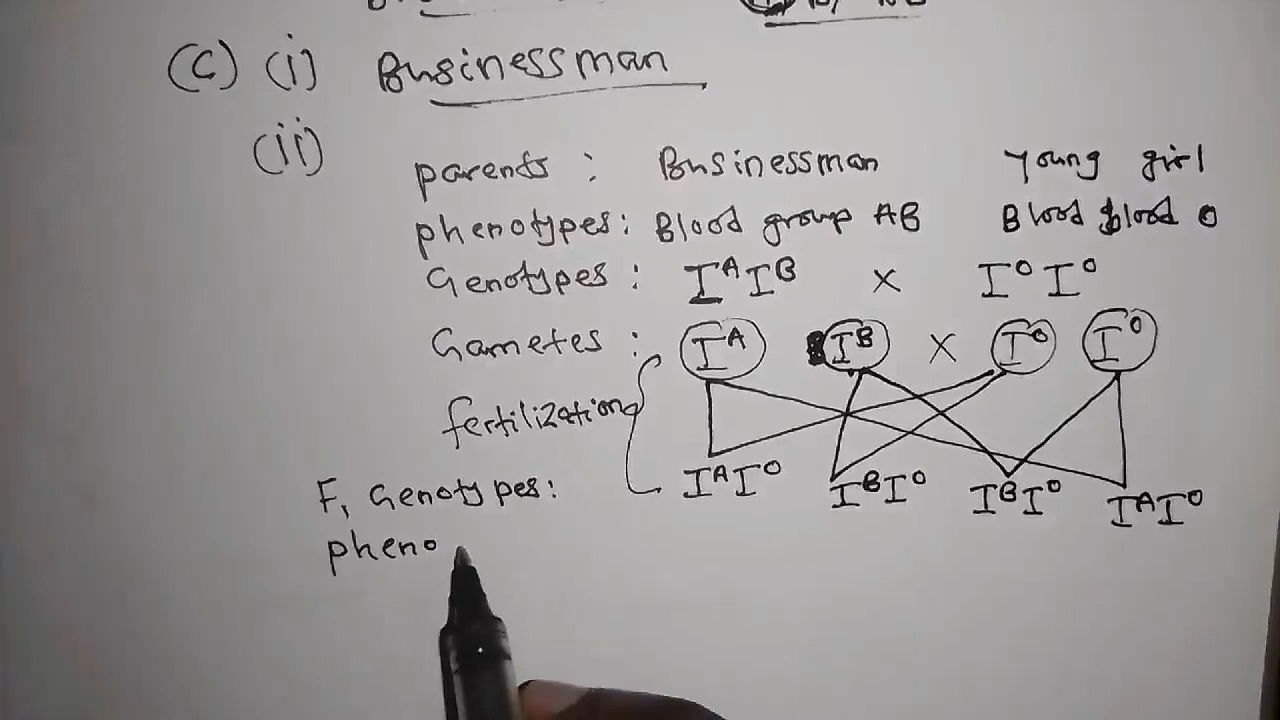 (C) (i) Businessman
(ii)
parents : Businessman young girl
phenotypes: Blood group AB Blood blood O
Genotypes : IᴬIᴮ × IᴼIᴼ
Gametes : Iᴬ Iᴮ × Iᴼ Iᴼ
fertilization
F₁ Genotypes: IᴬIᴼ IᴮIᴼ IᴮIᴼ IᴬIᴼ
pheno